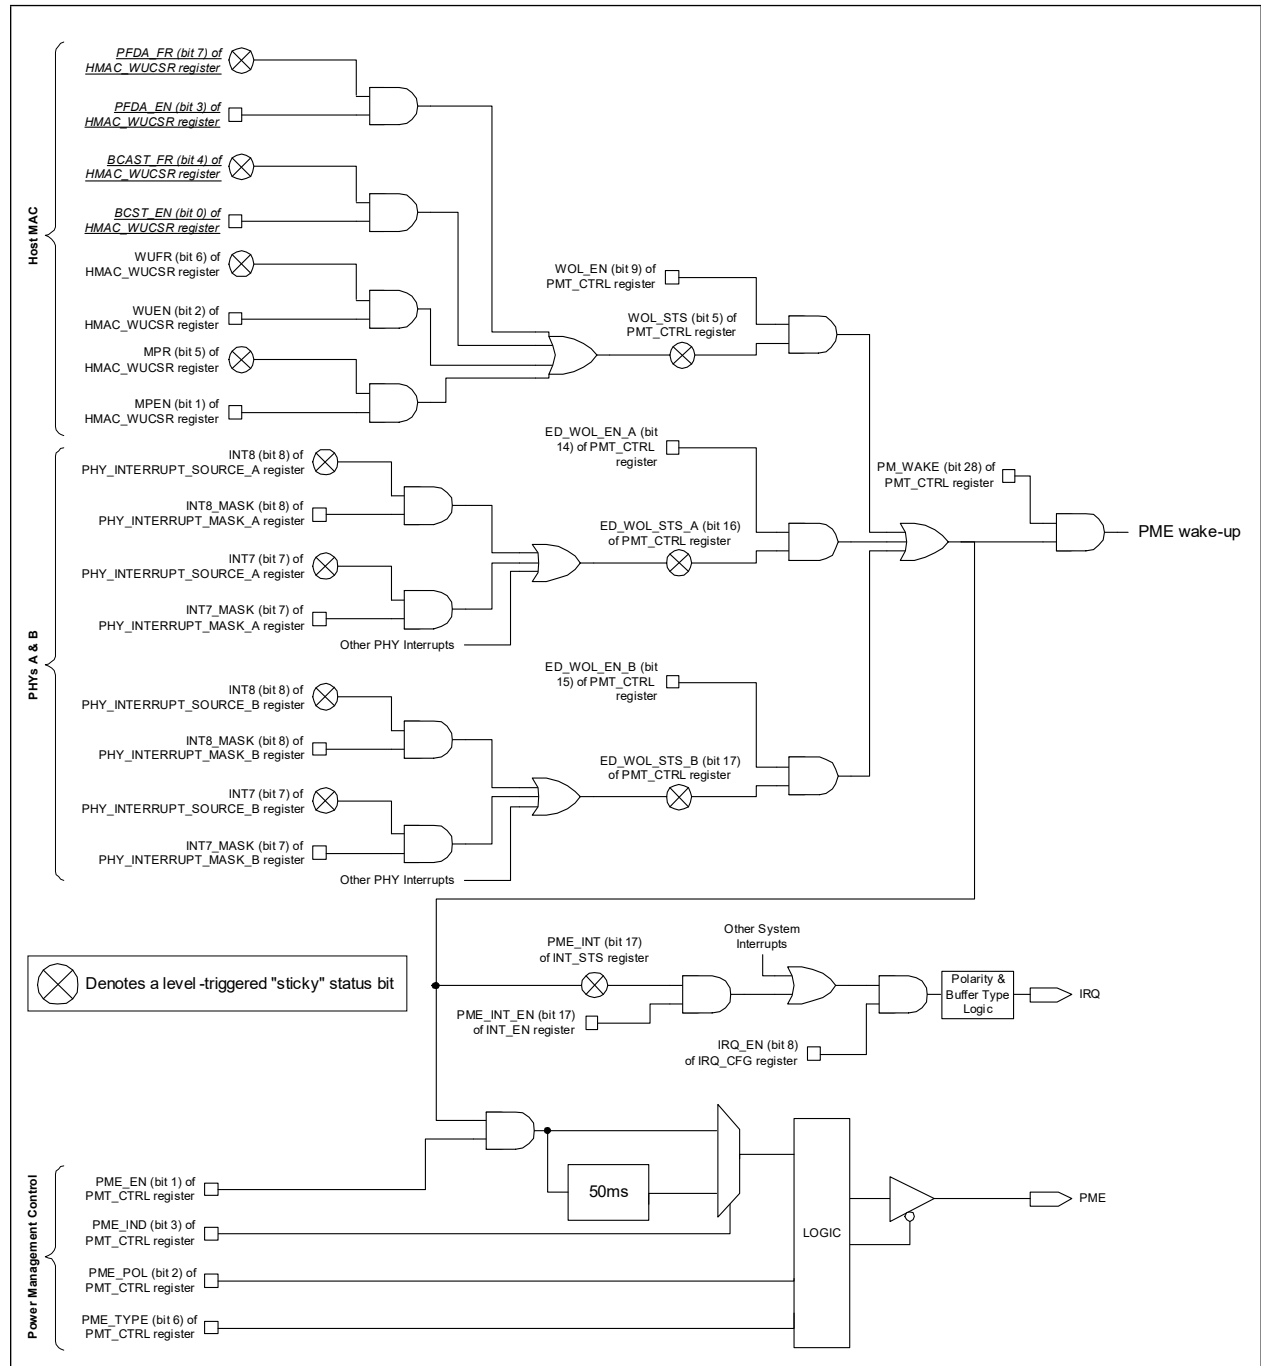 Host MAC
PFDA_FR (bit 7) of
HMAC_WUCSR register
PFDA_EN (bit 3) of
HMAC_WUCSR register
BCAST_FR (bit 4) of
HMAC_WUCSR register
BCST_EN (bit 0) of
HMAC_WUCSR register
WUFR (bit 6) of
HMAC_WUCSR register
WUEN (bit 2) of
HMAC_WUCSR register
MPR (bit 5) of
HMAC_WUCSR register
MPEN (bit 1) of
HMAC_WUCSR register
WOL_EN (bit 9) of
PMT_CTRL register
WOL_STS (bit 5) of
PMT_CTRL register
PHYs A & B
INT8 (bit 8) of
PHY_INTERRUPT_SOURCE_A register
INT8_MASK (bit 8) of
PHY_INTERRUPT_MASK_A register
INT7 (bit 7) of
PHY_INTERRUPT_SOURCE_A register
INT7_MASK (bit 7) of
PHY_INTERRUPT_MASK_A register
Other PHY Interrupts
ED_WOL_EN_A (bit
14) of PMT_CTRL
register
ED_WOL_STS_A (bit 16)
of PMT_CTRL register
PM_WAKE (bit 28) of
PMT_CTRL register
PME wake-up
INT8 (bit 8) of
PHY_INTERRUPT_SOURCE_B register
INT8_MASK (bit 8) of
PHY_INTERRUPT_MASK_B register
INT7 (bit 7) of
PHY_INTERRUPT_SOURCE_B register
INT7_MASK (bit 7) of
PHY_INTERRUPT_MASK_B register
Other PHY Interrupts
ED_WOL_EN_B (bit
15) of PMT_CTRL
register
ED_WOL_STS_B (bit 17)
of PMT_CTRL register
Denotes a level -triggered "sticky" status bit
PME_INT (bit 17)
of INT_STS register
PME_INT_EN (bit 17)
of INT_EN register
Other System
Interrupts
IRQ_EN (bit 8)
of IRQ_CFG register
Polarity &
Buffer Type
Logic
IRQ
Power Management Control
PME_EN (bit 1) of
PMT_CTRL register
PME_IND (bit 3) of
PMT_CTRL register
PME_POL (bit 2) of
PMT_CTRL register
PME_TYPE (bit 6) of
PMT_CTRL register
50ms
LOGIC
PME